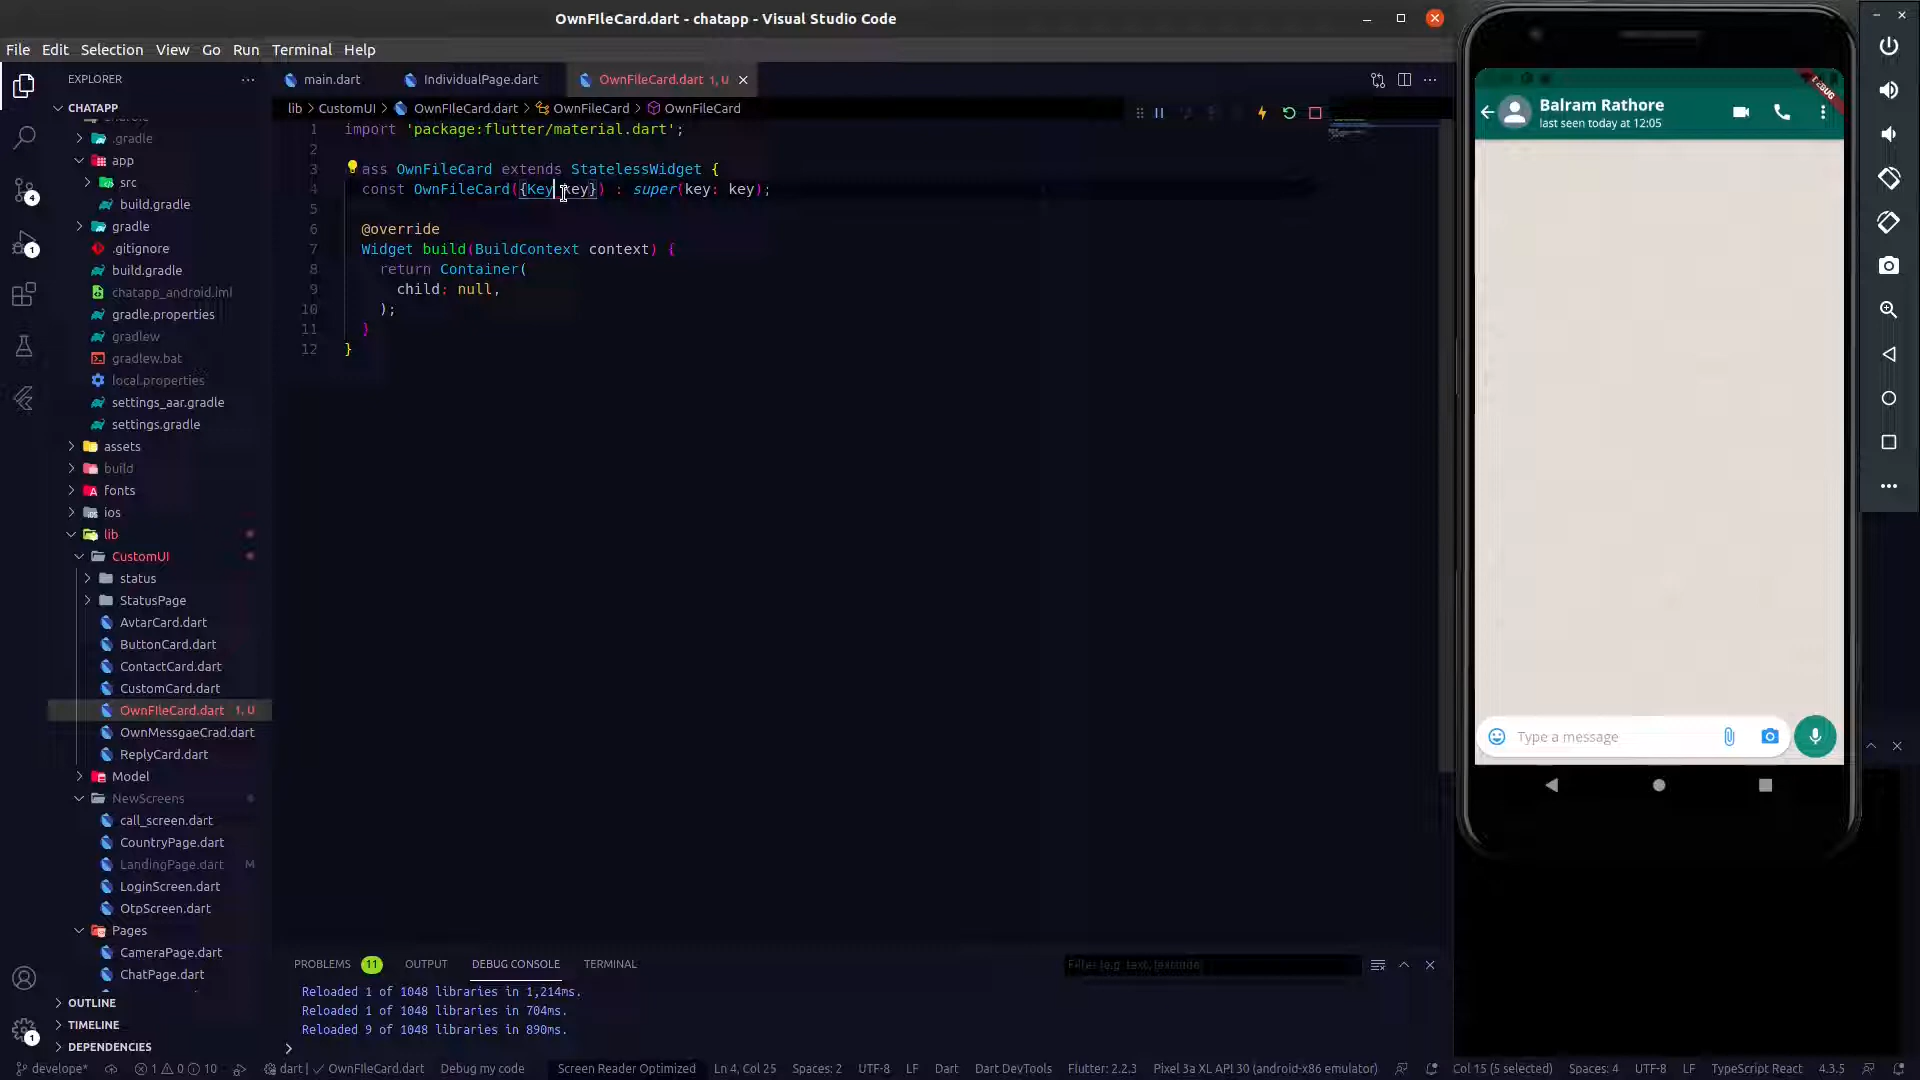 OwnFIleCard.dart - chatapp - Visual Studio Code
File Edit Selection View Go Run Terminal Help
EXPLORER
main.dart
IndividualPage.dart
OwnFIleCard.dart 1, U
CHATAPP
lib > CustomUI > OwnFIleCard.dart > OwnFileCard > OwnFileCard
.gradle
app
src
build.gradle
gradle
.gitignore
build.gradle
chatapp_android.iml
gradle.properties
gradlew
gradlew.bat
local.properties
settings_aar.gradle
settings.gradle
assets
build
fonts
ios
lib
CustomUI
status
StatusPage
AvtarCard.dart
ButtonCard.dart
ContactCard.dart
CustomCard.dart
OwnFIleCard.dart 1, U
OwnMessgaeCrad.dart
ReplyCard.dart
Model
NewScreens
call_screen.dart
CountryPage.dart
LandingPage.dart M
LoginScreen.dart
OtpScreen.dart
Pages
CameraPage.dart
ChatPage.dart
OUTLINE
TIMELINE
DEPENDENCIES
4
1
1
1 import 'package:flutter/material.dart';
2
3 ass OwnFileCard extends StatelessWidget {
4 const OwnFileCard({Key key}) : super(key: key);
5
6 @override
7 Widget build(BuildContext context) {
8 return Container(
9 child: null,
10 );
11 }
12 }
PROBLEMS 11 OUTPUT DEBUG CONSOLE TERMINAL
Filter (e.g. text, !exclude)
Reloaded 1 of 1048 libraries in 1,214ms.
Reloaded 1 of 1048 libraries in 704ms.
Reloaded 9 of 1048 libraries in 890ms.
develope* 1 0 10 dart | ✓ OwnFIleCard.dart Debug my code Screen Reader Optimized Ln 4, Col 25 Spaces: 2 UTF-8 LF Dart Dart DevTools Flutter: 2.2.3 Pixel 3a XL API 30 (android-x86 emulator)
Col 15 (5 selected) Spaces: 4 UTF-8 LF TypeScript React 4.3.5
DEBUG
Balram Rathore
last seen today at 12:05
Type a message